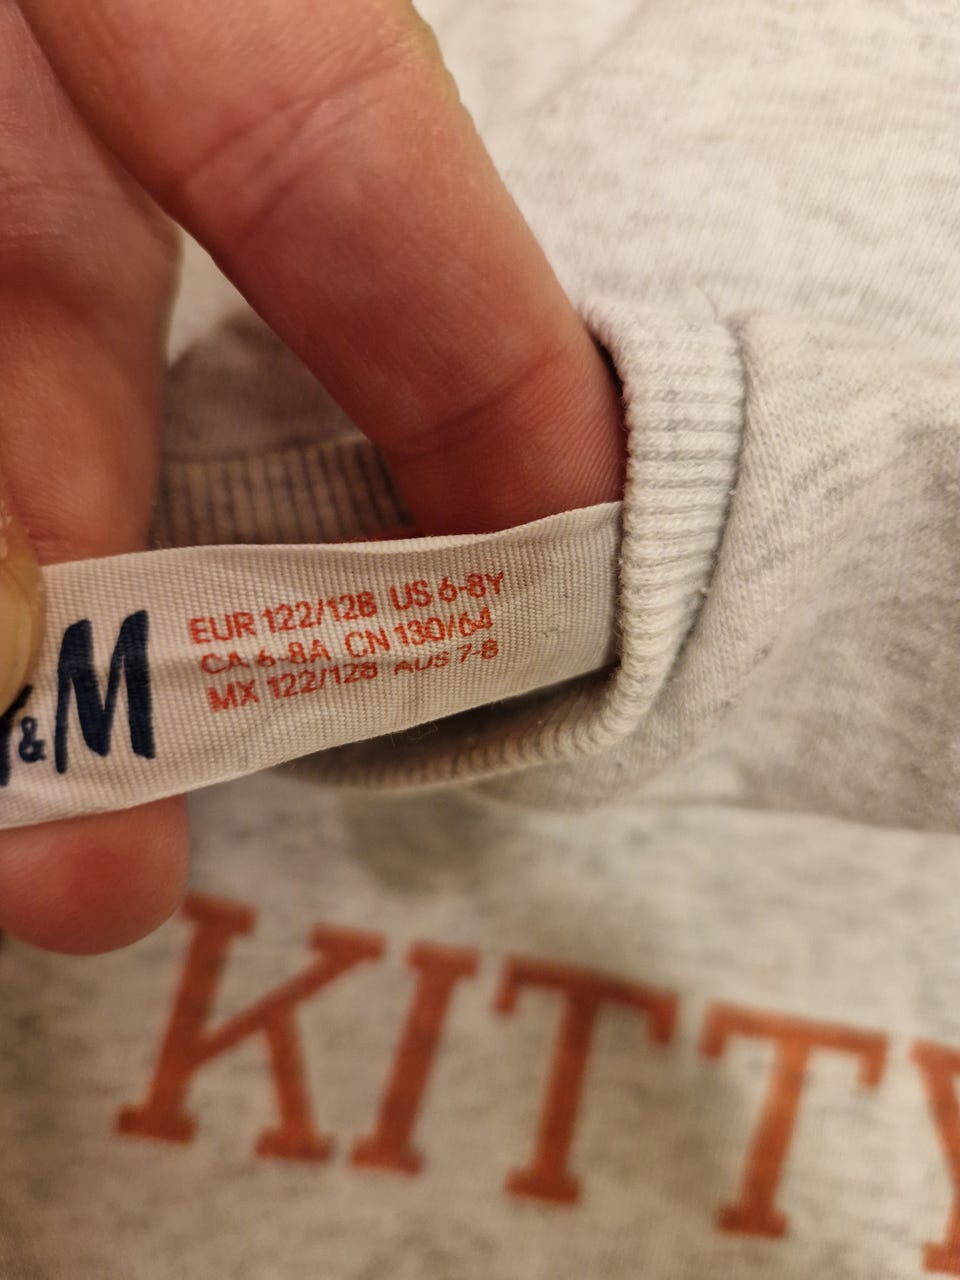 &M
EUR 122/128 US 6-8Y
CA 6-8A CN 130/64
MX 122/128 AUS 7-8
KITTY